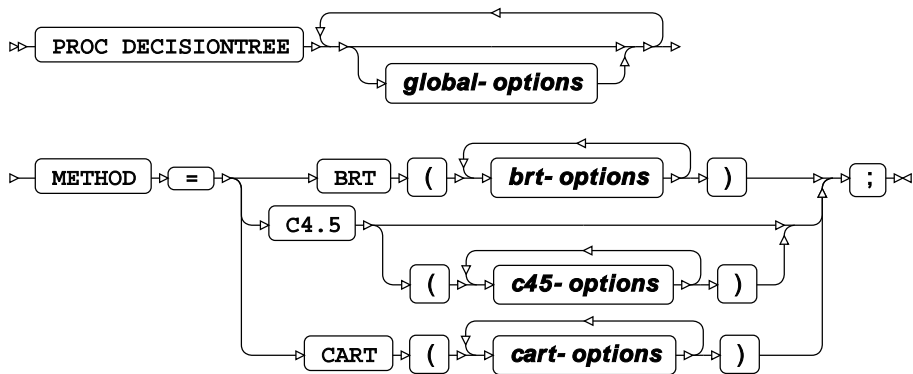 PROC DECISIONTREE
global- options
METHOD = BRT ( brt- options ) ;
C4.5
( c45- options )
CART ( cart- options )